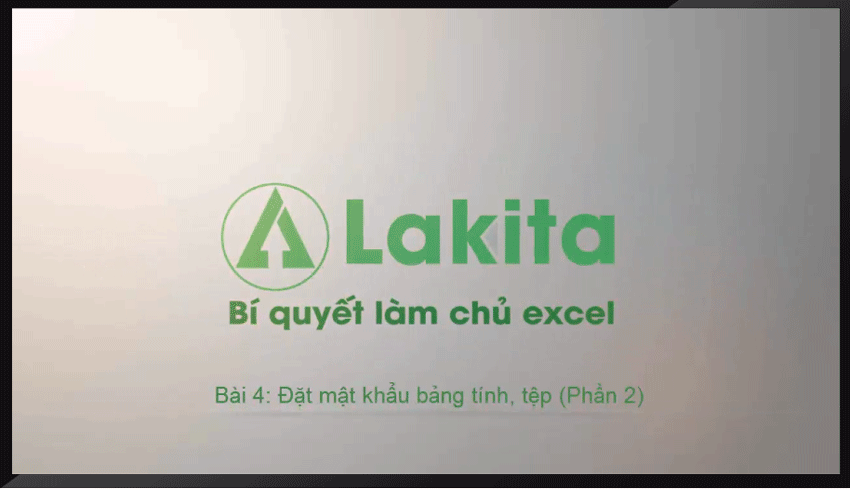 Lakita
Bí quyết làm chủ excel
Bài 4: Đặt mật khẩu bảng tính, tệp (Phần 2)